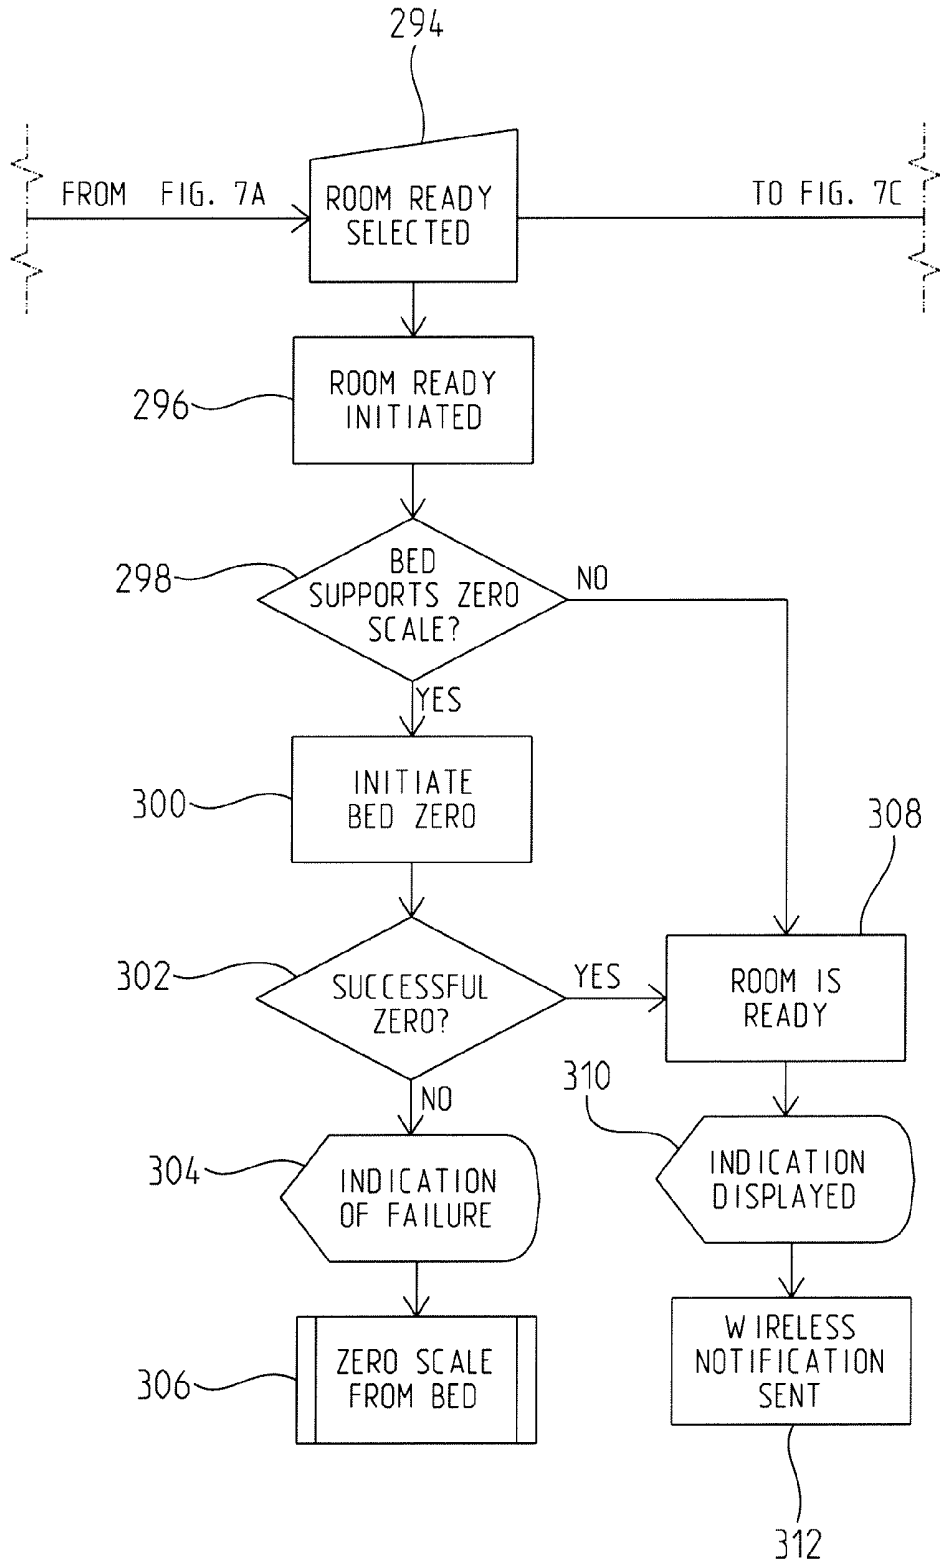 294
FROM FIG. 7A
ROOM READY
SELECTED
TO FIG. 7C
296
ROOM READY
INITIATED
298
BED
SUPPORTS ZERO
SCALE?
NO
YES
300
INITIATE
BED ZERO
308
302
SUCCESSFUL
ZERO?
YES
ROOM IS
READY
NO
310
304
INDICATION
OF FAILURE
INDICATION
DISPLAYED
306
ZERO SCALE
FROM BED
WIRELESS
NOTIFICATION
SENT
312